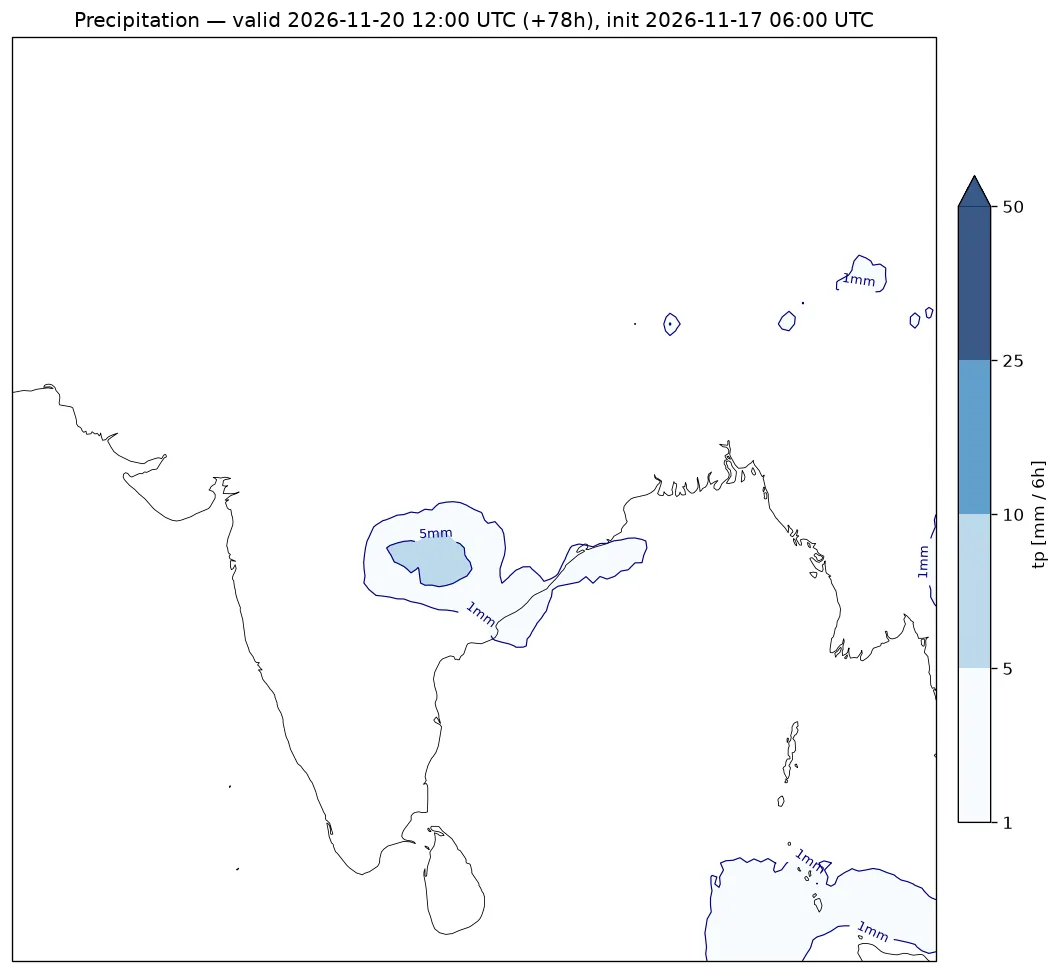 Precipitation — valid 2026-11-20 12:00 UTC (+78h), init 2026-11-17 06:00 UTC
50
1mm
25
10
5mm
1mm
tp [mm / 6h]
1mm
5
1
1mm
1mm